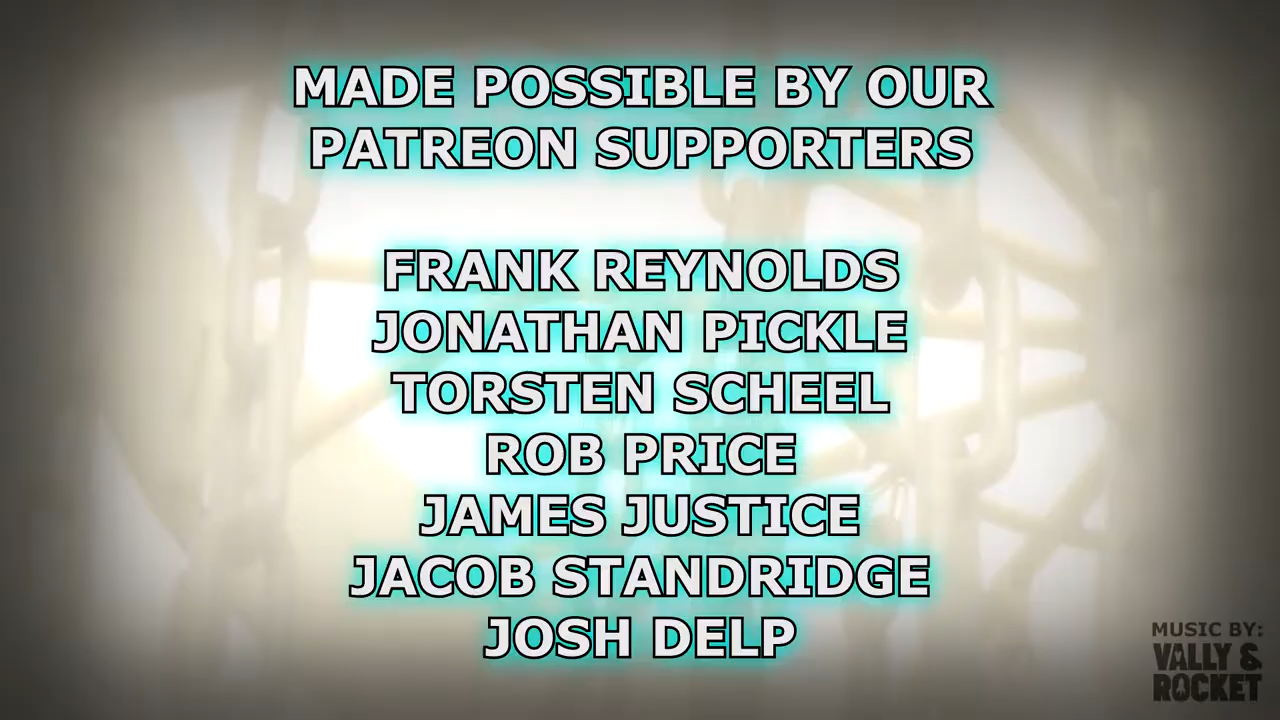 MADE POSSIBLE BY OUR
PATREON SUPPORTERS
FRANK REYNOLDS
JONATHAN PICKLE
TORSTEN SCHEEL
ROB PRICE
JAMES JUSTICE
JACOB STANDRIDGE
JOSH DELP
MUSIC BY:
VALLY &
ROCKET